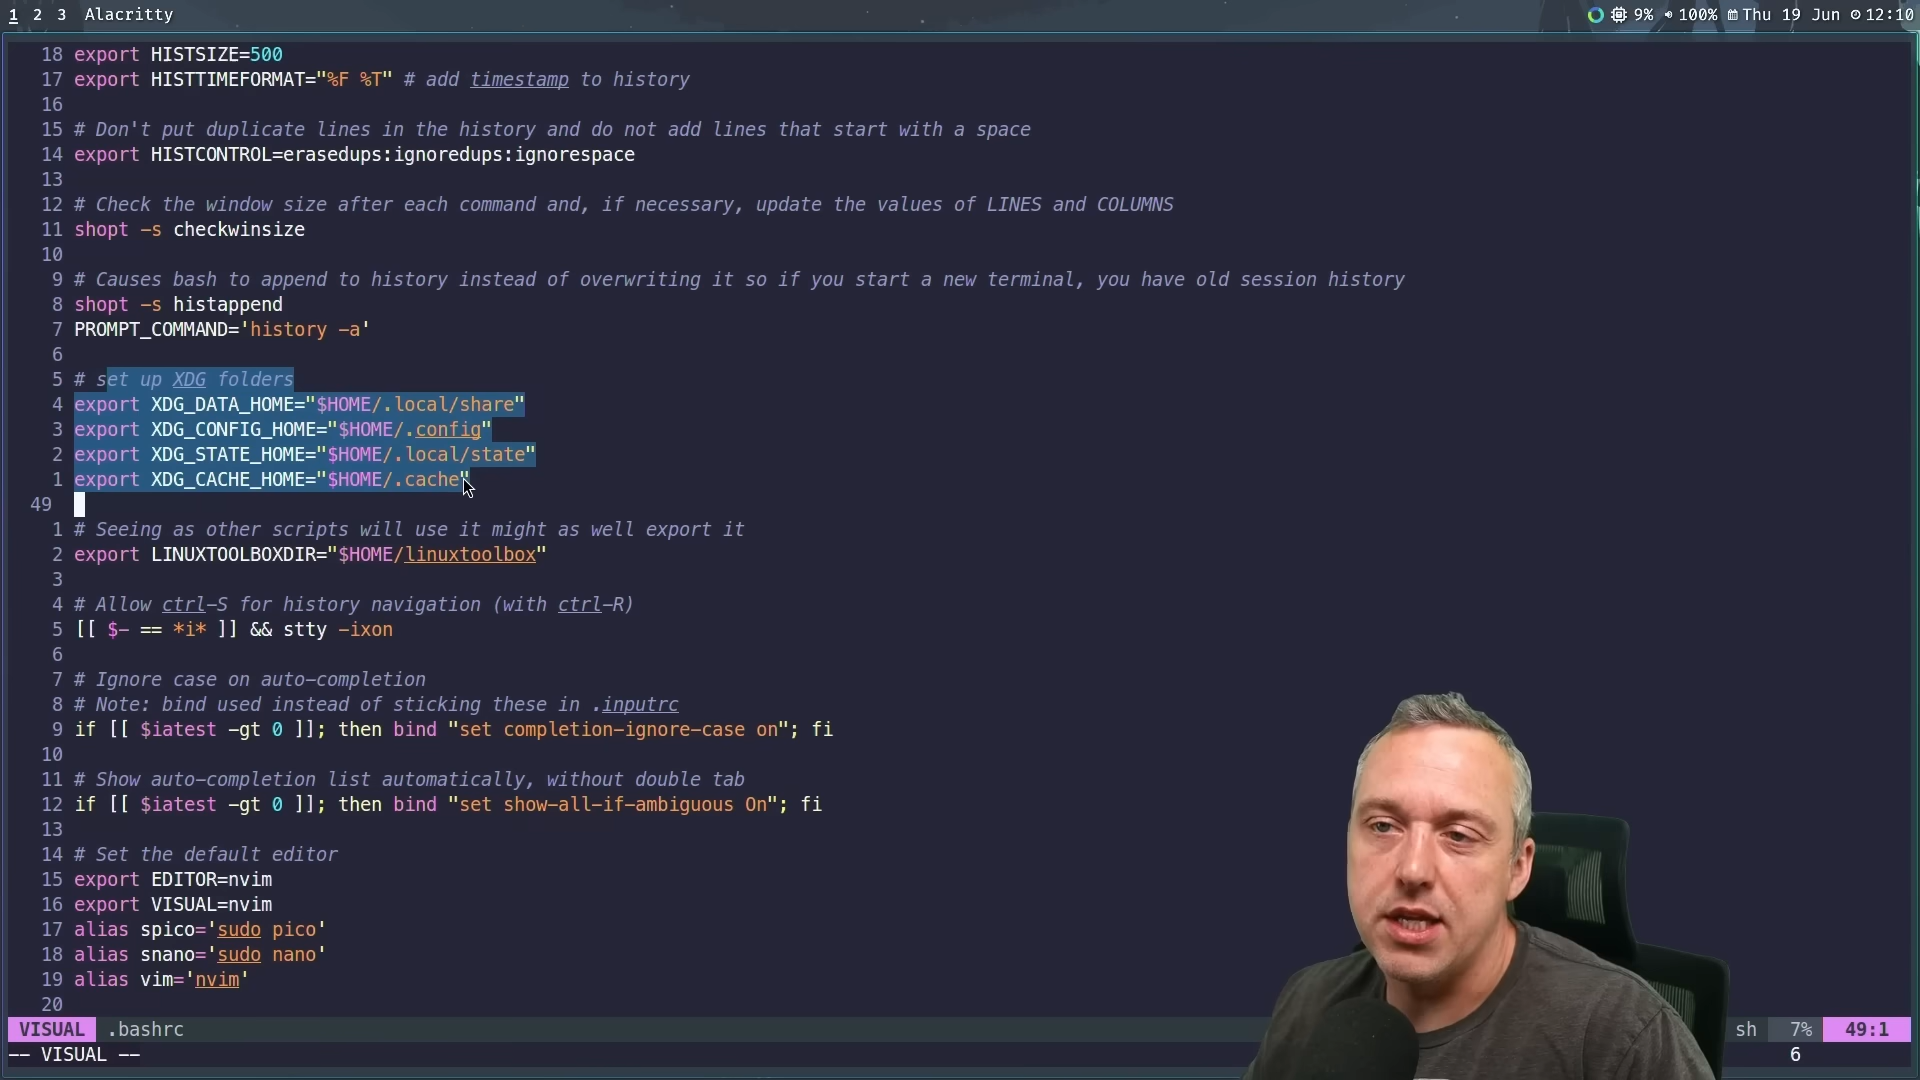 1 2 3 Alacritty 9% 100% Thu 19 Jun 12:10
18 export HISTSIZE=500
17 export HISTTIMEFORMAT="%F %T" # add timestamp to history
16
15 # Don't put duplicate lines in the history and do not add lines that start with a space
14 export HISTCONTROL=erasedups:ignoredups:ignorespace
13
12 # Check the window size after each command and, if necessary, update the values of LINES and COLUMNS
11 shopt -s checkwinsize
10
9 # Causes bash to append to history instead of overwriting it so if you start a new terminal, you have old session history
8 shopt -s histappend
7 PROMPT_COMMAND='history -a'
6
5 # set up XDG folders
4 export XDG_DATA_HOME="$HOME/.local/share"
3 export XDG_CONFIG_HOME="$HOME/.config"
2 export XDG_STATE_HOME="$HOME/.local/state"
1 export XDG_CACHE_HOME="$HOME/.cache"
49
1 # Seeing as other scripts will use it might as well export it
2 export LINUXTOOLBOXDIR="$HOME/linuxtoolbox"
3
4 # Allow ctrl-S for history navigation (with ctrl-R)
5 [[ $- == *i* ]] && stty -ixon
6
7 # Ignore case on auto-completion
8 # Note: bind used instead of sticking these in .inputrc
9 if [[ $iatest -gt 0 ]]; then bind "set completion-ignore-case on"; fi
10
11 # Show auto-completion list automatically, without double tab
12 if [[ $iatest -gt 0 ]]; then bind "set show-all-if-ambiguous On"; fi
13
14 # Set the default editor
15 export EDITOR=nvim
16 export VISUAL=nvim
17 alias spico='sudo pico'
18 alias snano='sudo nano'
19 alias vim='nvim'
20
VISUAL .bashrc sh 7% 49:1
-- VISUAL -- 6